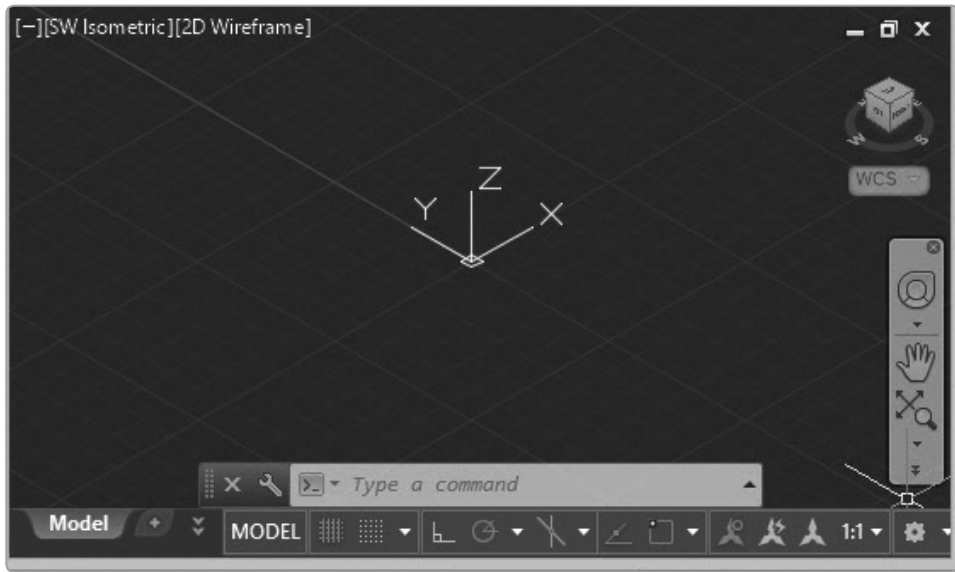 [−][SW Isometric][2D Wireframe]
Z
Y
X
W
S
WCS
Type a command
Model
MODEL
1:1